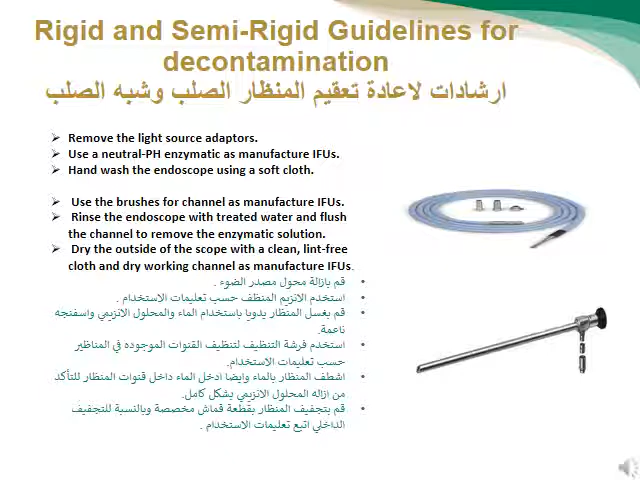 Rigid and Semi-Rigid Guidelines for
decontamination
ارشادات لاعادة تعقيم المنظار الصلب وشبه الصلب
➢ Remove the light source adaptors.
➢ Use a neutral-PH enzymatic as manufacture IFUs.
➢ Hand wash the endoscope using a soft cloth.
➢ Use the brushes for channel as manufacture IFUs.
➢ Rinse the endoscope with treated water and flush
the channel to remove the enzymatic solution.
➢ Dry the outside of the scope with a clean, lint-free
cloth and dry working channel as manufacture IFUs.
• قم بازالة محول مصدر الضوء .
• استخدم الانزيم المنظف حسب تعليمات الاستخدام .
• قم بغسل المنظار يدويا باستخدام الماء والمحلول الانزيمي واسفنجه
ناعمة.
• استخدم فرشة التنظيف لتنظيف القنوات الموجوده في المناظير
حسب تعليمات الاستخدام.
• اشطف المنظار بالماء وايضا ادخل الماء داخل قنوات المنظار للتأكد
من ازاله المحلول الانزيمي بشكل كامل.
• قم بتجفيف المنظار بقطعة قماش مخصصة وبالنسبة للتجفيف
الداخلي اتبع تعليمات الاستخدام .